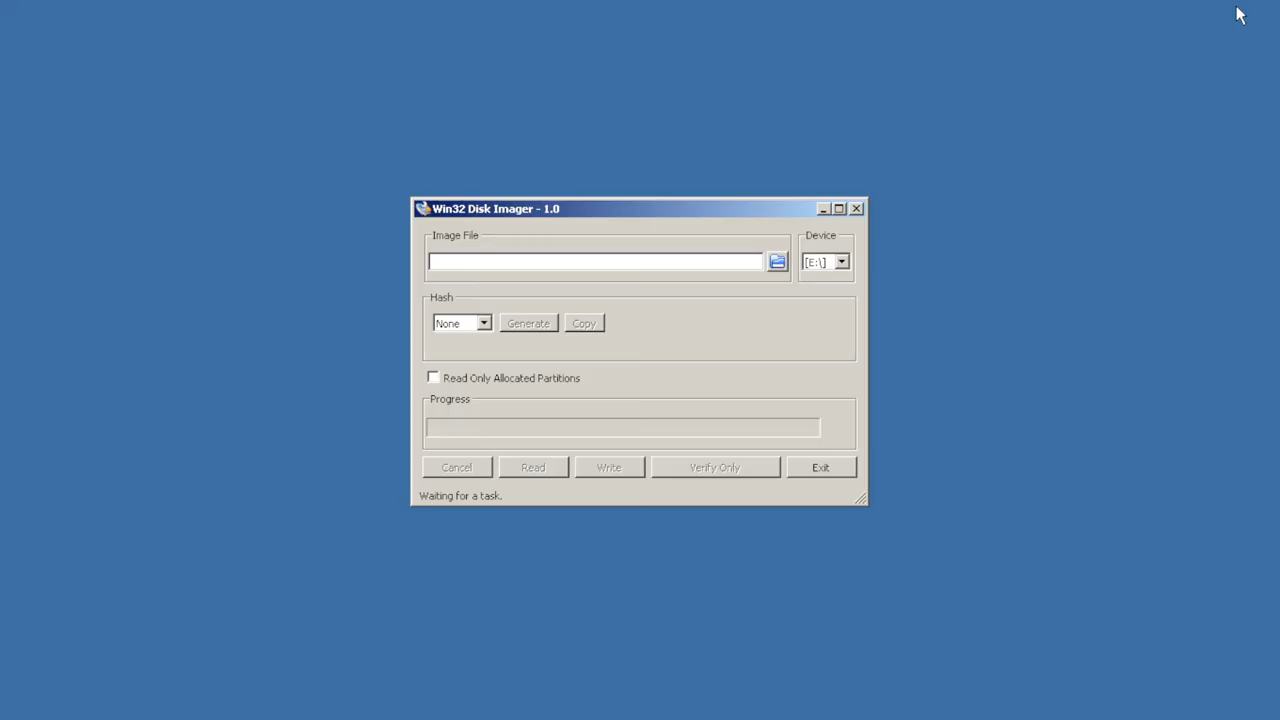 Win32 Disk Imager - 1.0
Image File
Device
[E:\]
Hash
None
Generate
Copy
Read Only Allocated Partitions
Progress
Cancel
Read
Write
Verify Only
Exit
Waiting for a task.